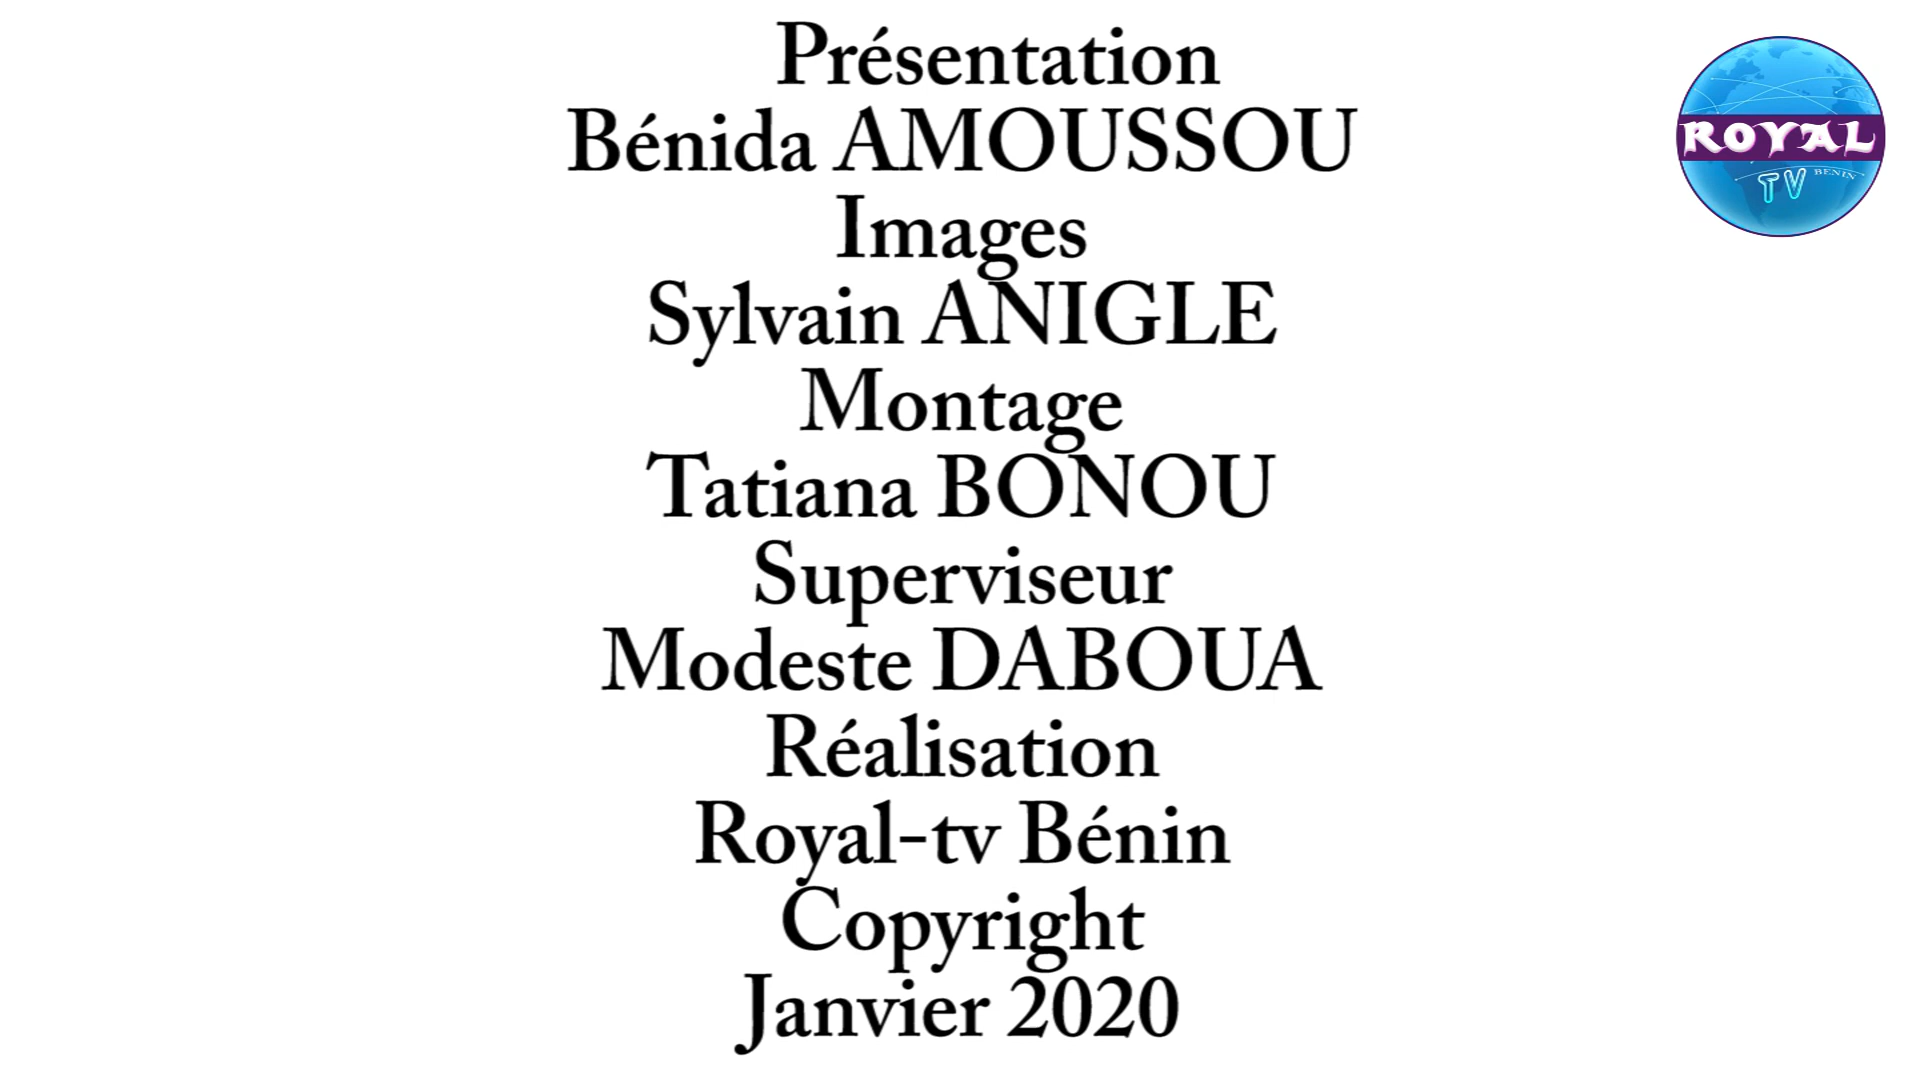 Présentation
Bénida AMOUSSOU
Images
Sylvain ANIGLE
Montage
Tatiana BONOU
Superviseur
Modeste DABOUA
Réalisation
Royal-tv Bénin
Copyright
Janvier 2020
ROYAL
TV BENIN